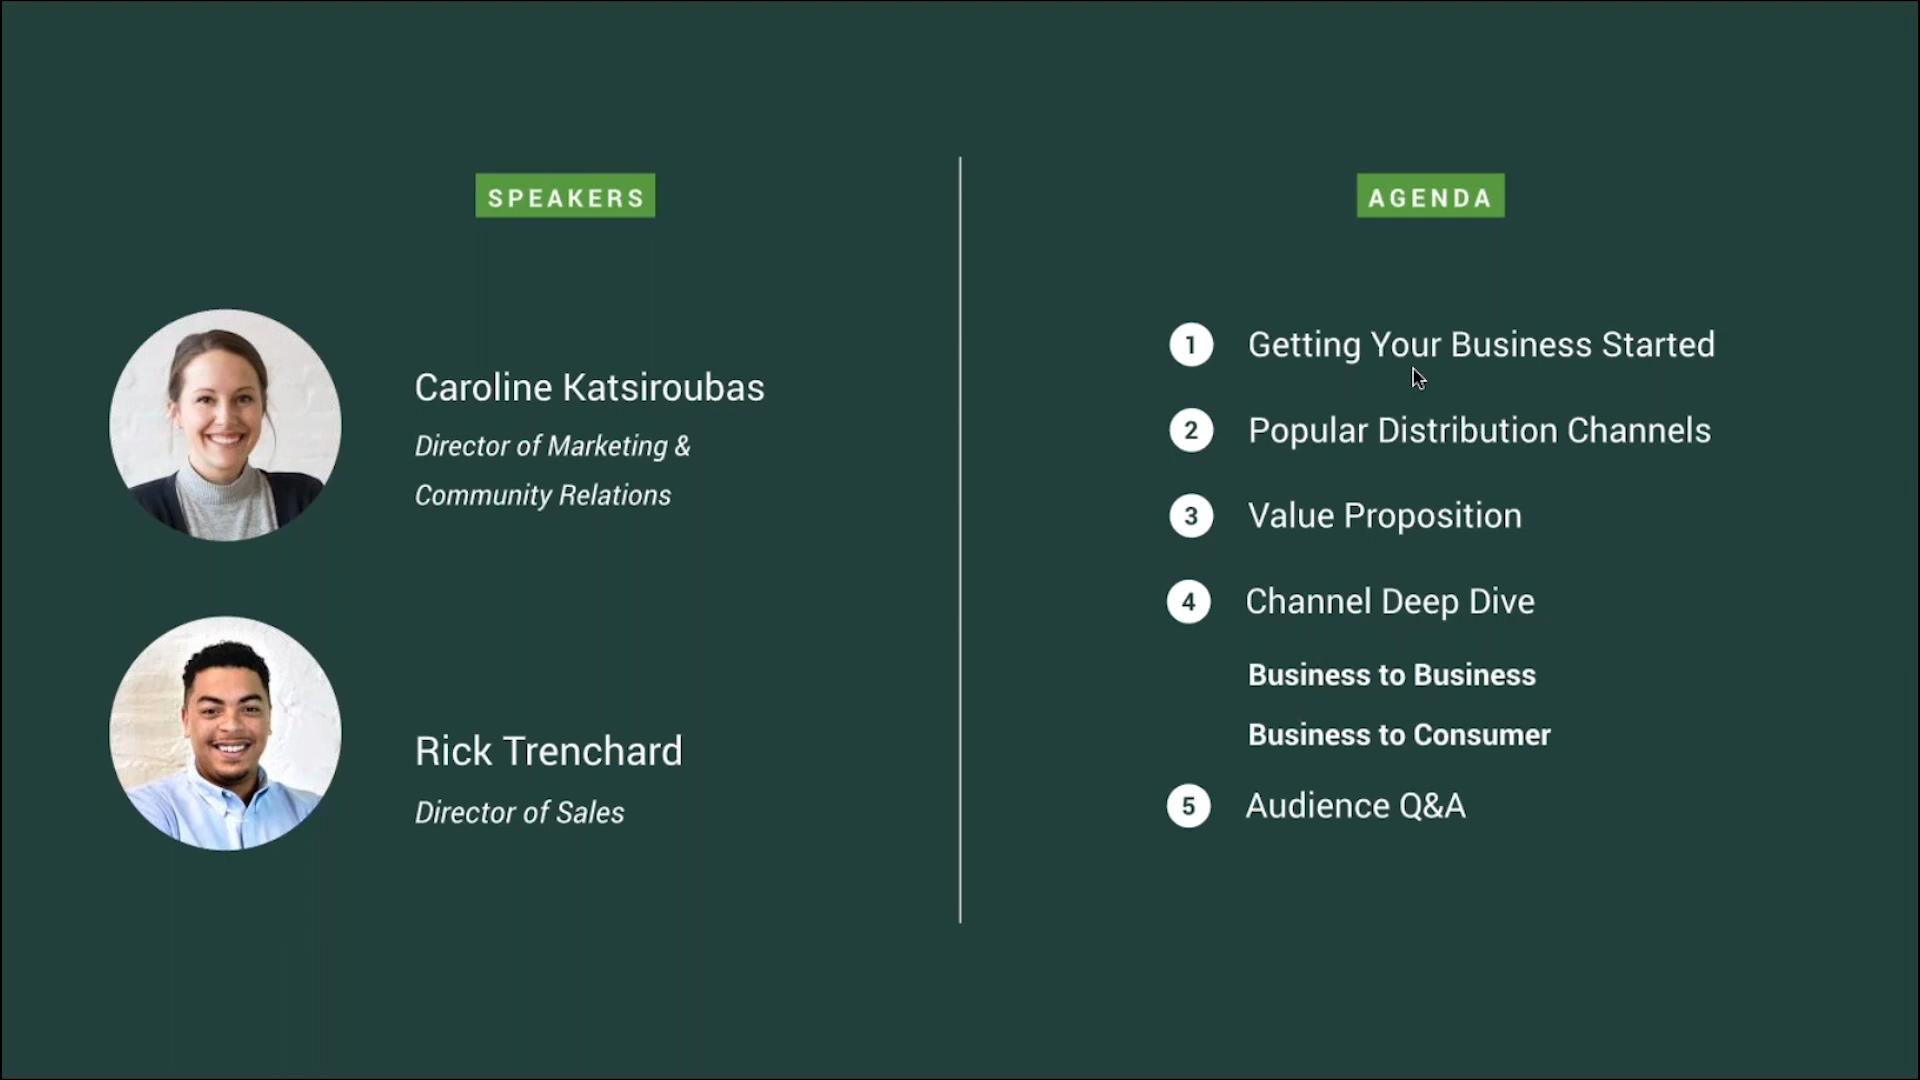 SPEAKERS
Caroline Katsiroubas
Director of Marketing &
Community Relations
Rick Trenchard
Director of Sales
AGENDA
1 Getting Your Business Started
2 Popular Distribution Channels
3 Value Proposition
4 Channel Deep Dive
Business to Business
Business to Consumer
5 Audience Q&A